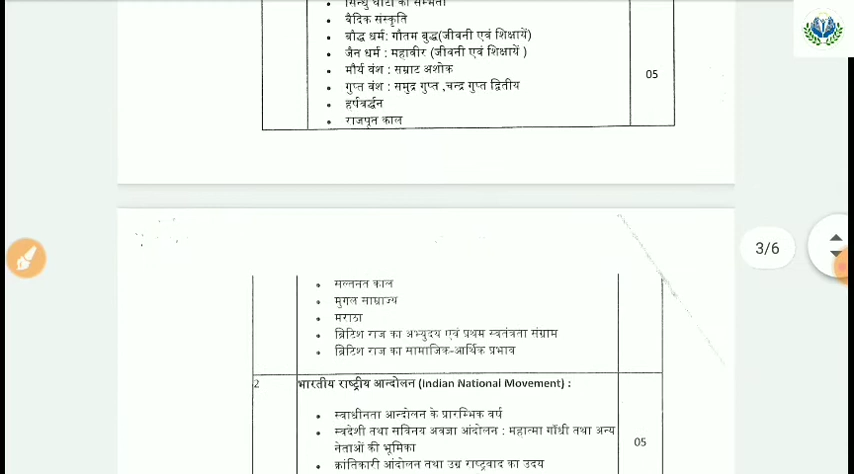 सिन्धु घाटी की सभ्यता
वैदिक संस्कृति
बौद्ध धर्म: गौतम बुद्ध(जीवनी एवं शिक्षायें)
जैन धर्म : महावीर (जीवनी एवं शिक्षायें )
मौर्य वंश : सम्राट अशोक
05
गुप्त वंश : समुद्र गुप्त ,चन्द्र गुप्त द्वितीय
हर्षवर्द्धन
राजपूत काल
3/6
सल्तनत काल
मुगल साम्राज्य
मराठा
ब्रिटिश राज का अभ्युदय एवं प्रथम स्वतंत्रता संग्राम
ब्रिटिश राज का सामाजिक-आर्थिक प्रभाव
2 भारतीय राष्ट्रीय आन्दोलन (Indian National Movement) :
स्वाधीनता आन्दोलन के प्रारम्भिक वर्ष
स्वदेशी तथा सविनय अवज्ञा आंदोलन : महात्मा गाँधी तथा अन्य
नेताओं की भूमिका
05
क्रांतिकारी आंदोलन तथा उग्र राष्ट्रवाद का उदय